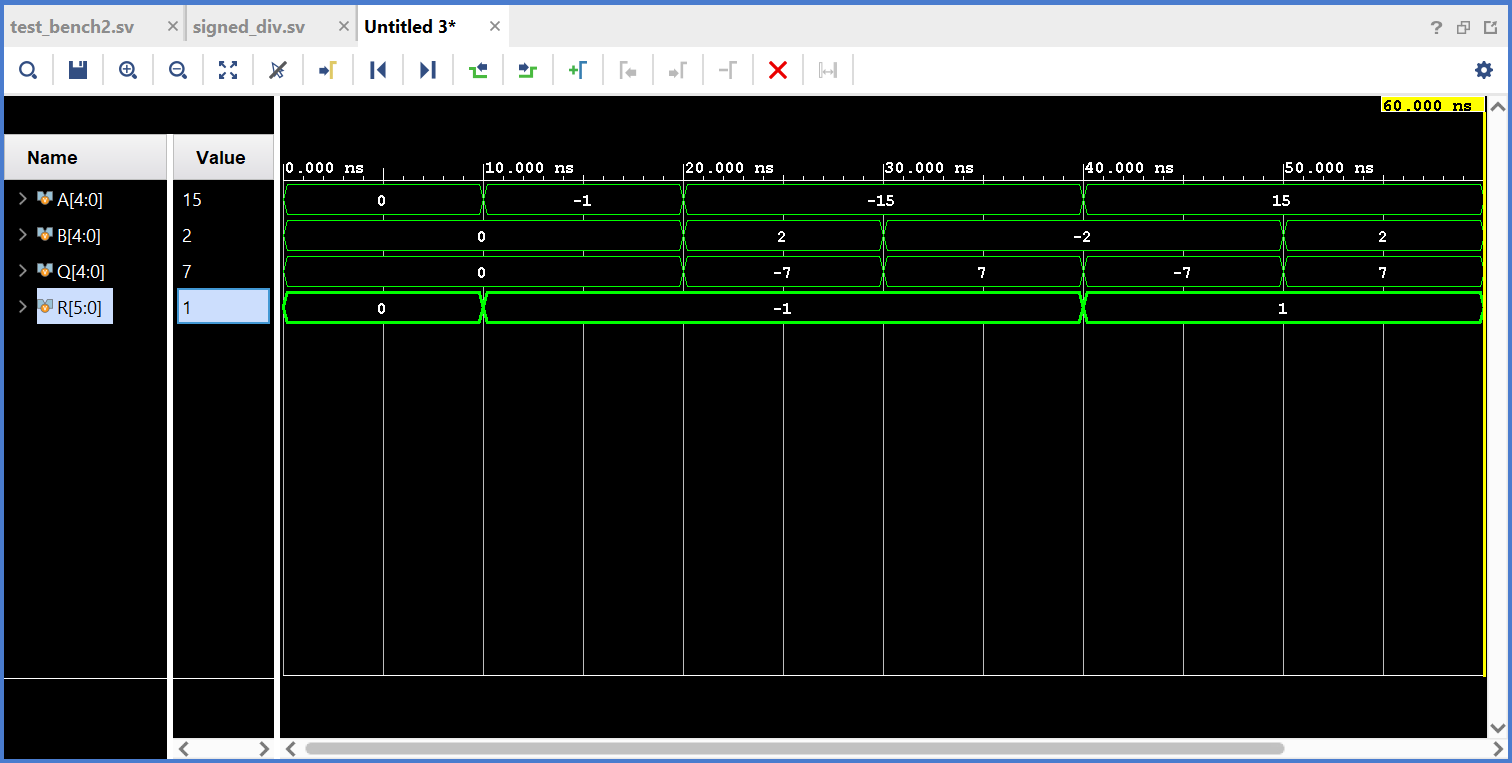 test_bench2.sv × signed_div.sv × Untitled 3* ×
60.000 ns
Name Value
0.000 ns 10.000 ns 20.000 ns 30.000 ns 40.000 ns 50.000 ns
A[4:0] 15 0 -1 -15 15
B[4:0] 2 0 2 -2 2
Q[4:0] 7 0 -7 7 -7 7
R[5:0] 1 0 -1 1